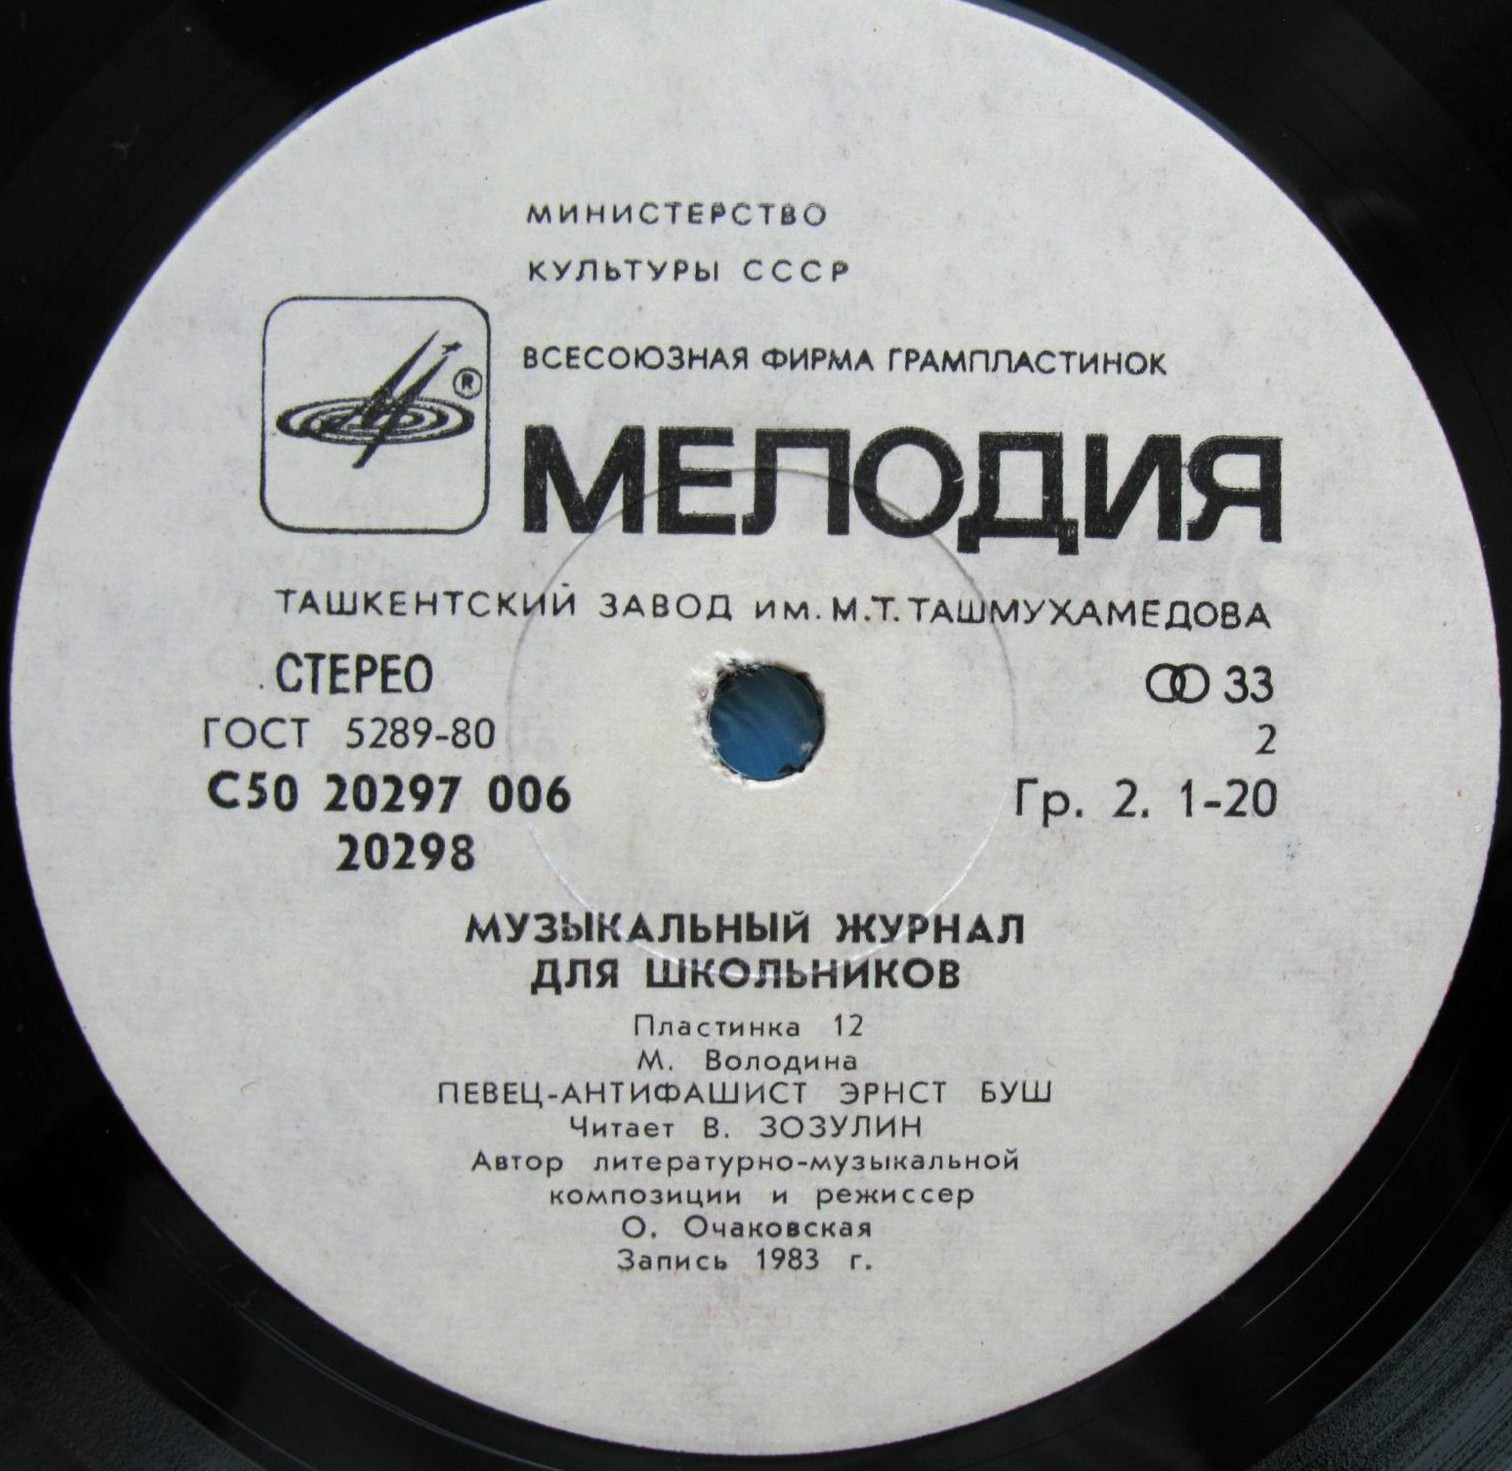 МИНИСТЕРСТВО
КУЛЬТУРЫ СССР
ВСЕСОЮЗНАЯ ФИРМА ГРАМПЛАСТИНОК
®
МЕЛОДИЯ
ТАШКЕНТСКИЙ ЗАВОД им. М.Т. ТАШМУХАМЕДОВА
СТЕРЕО
ГОСТ 5289-80
С50 20297 006
20298
33
2
Гр. 2. 1-20
МУЗЫКАЛЬНЫЙ ЖУРНАЛ
ДЛЯ ШКОЛЬНИКОВ
Пластинка 12
М. Володина
ПЕВЕЦ-АНТИФАШИСТ ЭРНСТ БУШ
Читает В. ЗОЗУЛИН
Автор литературно-музыкальной
композиции и режиссер
О. Очаковская
Запись 1983 г.